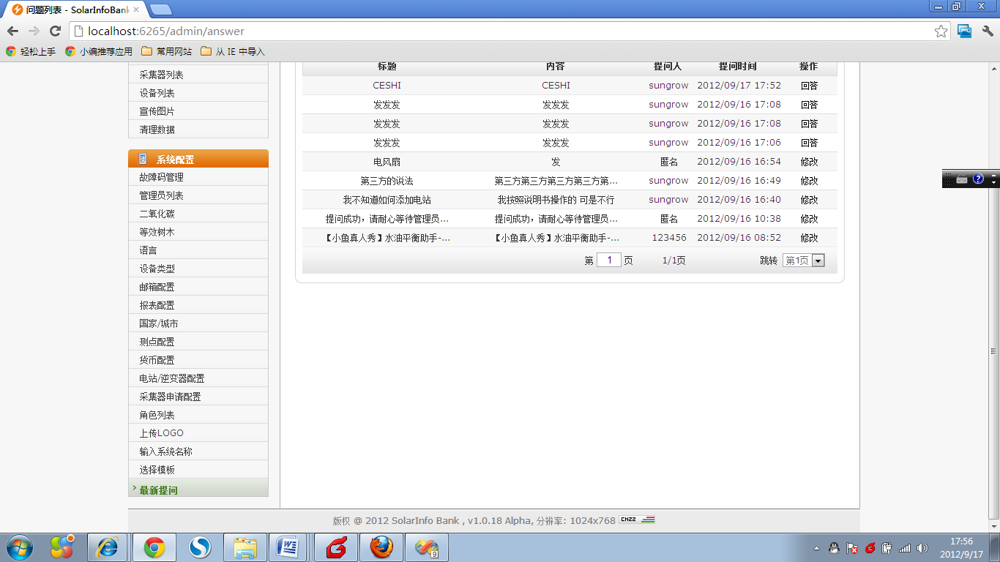 问题列表 - SolarInfoBank
localhost:6265/admin/answer
轻松上手 小编推荐应用 常用网站 从 IE 中导入
采集器列表
设备列表
宣传图片
清理数据
系统配置
故障码管理
管理员列表
二氧化碳
等效树木
语言
设备类型
邮箱配置
报表配置
国家/城市
测点配置
货币配置
电站/逆变器配置
采集器申请配置
角色列表
上传LOGO
输入系统名称
选择模板
最新提问
标题 内容 提问人 提问时间 操作
CESHI CESHI sungrow 2012/09/17 17:52 回答
发发发 发发发 sungrow 2012/09/16 17:08 回答
发发发 发发发 sungrow 2012/09/16 17:08 回答
发发发 发发发 sungrow 2012/09/16 17:06 回答
电风扇 发 匿名 2012/09/16 16:54 修改
第三方的说法 第三方第三方第三方第三方第... sungrow 2012/09/16 16:49 修改
我不知道如何添加电站 我按照说明书操作的 可是不行 sungrow 2012/09/16 16:40 修改
提问成功，请耐心等待管理员... 提问成功，请耐心等待管理员... 匿名 2012/09/16 10:38 修改
【小鱼真人秀】水油平衡助手-... 【小鱼真人秀】水油平衡助手-... 123456 2012/09/16 08:52 修改
第 1 页 1/1页 跳转 第1页
版权 @ 2012 SolarInfo Bank , v1.0.18 Alpha, 分辨率: 1024x768 CNZZ
9
17:56
2012/9/17